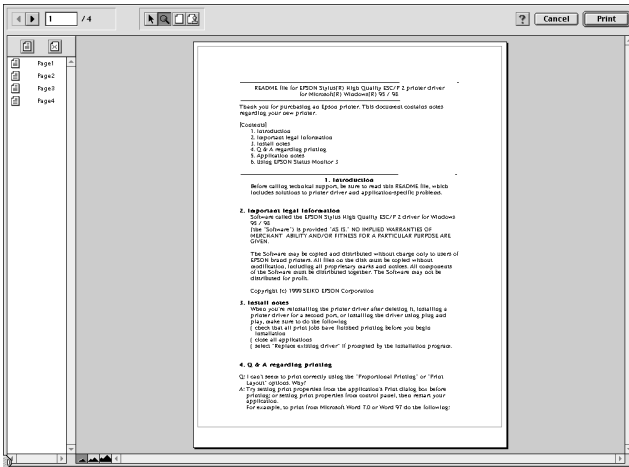 1 / 4
? Cancel Print
Page1
Page2
Page3
Page4
README file for EPSON Stylus(R) High Quality ESC/P 2 printer driver
for Microsoft(R) Windows(R) 95 / 98
Thank you for purchasing an Epson printer. This document contains notes
regarding your new printer.
[Contents]
1. Introduction
2. Important legal information
3. Install notes
4. Q & A regarding printing
5. Application notes
6. Using EPSON Status Monitor 3
1. Introduction
Before calling technical support, be sure to read this README file, which
includes solutions to printer driver and application-specific problems.
2. Important legal information
Software called the EPSON Stylus High Quality ESC/P 2 driver for Windows
95 / 98
(the "Software") is provided "AS IS." NO IMPLIED WARRANTIES OF
MERCHANT ABILITY AND/OR FITNESS FOR A PARTICULAR PURPOSE ARE
GIVEN.
The Software may be copied and distributed without charge only to users of
EPSON brand printers. All files on the disk must be copied without
modification, including all proprietary marks and notices. All components
of the Software must be distributed together. The Software may not be
distributed for profit.
Copyright (c) 1999 SEIKO EPSON Corporation
3. Install notes
When you're reinstalling the printer driver after deleting it, installing a
printer driver for a second port, or installing the driver using plug and
play, make sure to do the following
( check that all print jobs have finished printing before you begin
installation
( close all applications
( select "Replace existing driver" if prompted by the installation program.
4. Q & A regarding printing
Q: I can't seem to print correctly using the "Proportional Printing" or "Print
Layout" options. Why?
A: Try setting print properties from the application's Print dialog box before
printing; or setting print properties from control panel, then restart your
application.
For example, to print from Microsoft Word 7.0 or Word 97 do the following: